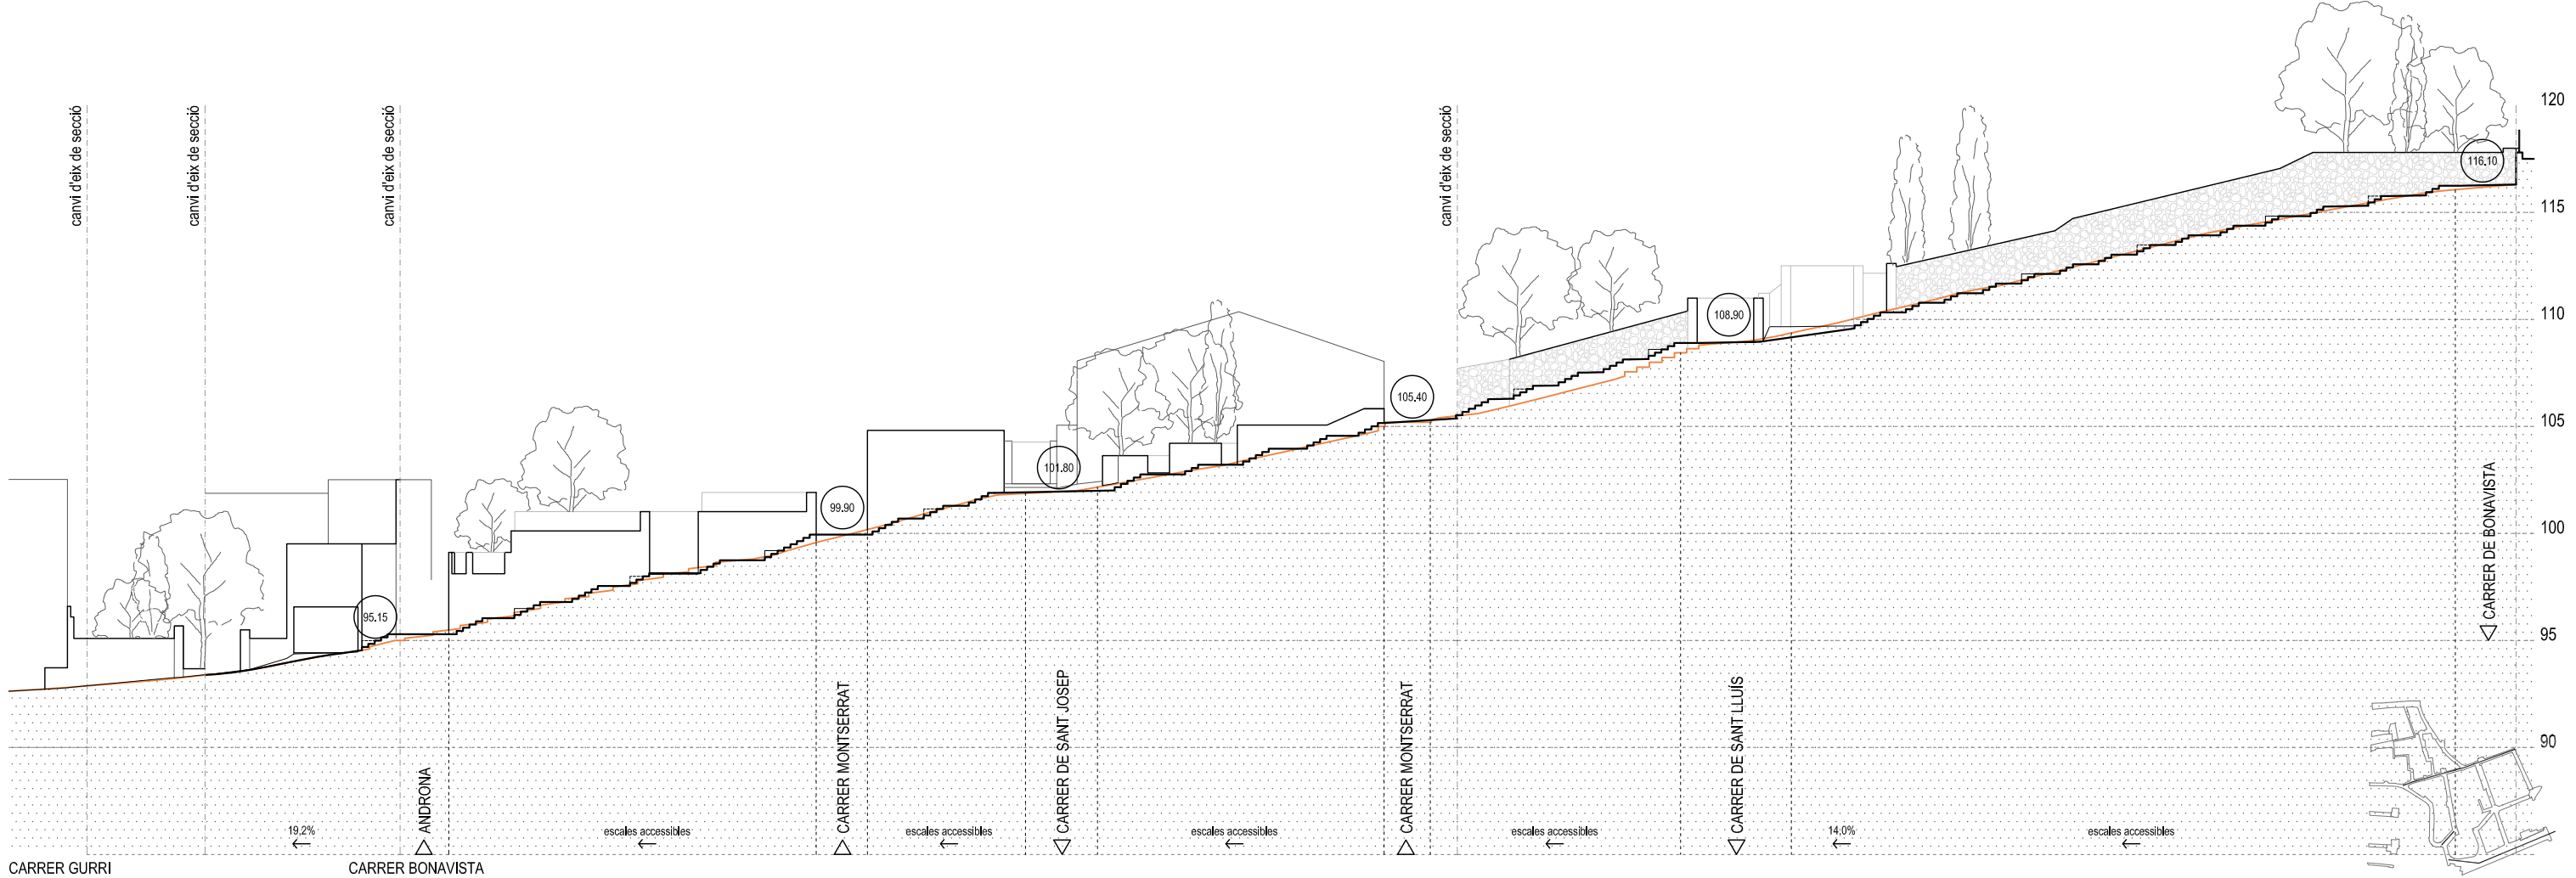 120
canvi d'eix de secció
canvi d'eix de secció
canvi d'eix de secció
canvi d'eix de secció
116.10
115
110
108.90
105.40
105
101.80
99.90
100
95.15
95
90
CARRER DE BONAVISTA
ANDRONA
CARRER MONTSERRAT
CARRER DE SANT JOSEP
CARRER MONTSERRAT
CARRER DE SANT LLUÍS
19,2%
escales accessibles
escales accessibles
escales accessibles
escales accessibles
14,0%
escales accessibles
CARRER GURRI
CARRER BONAVISTA